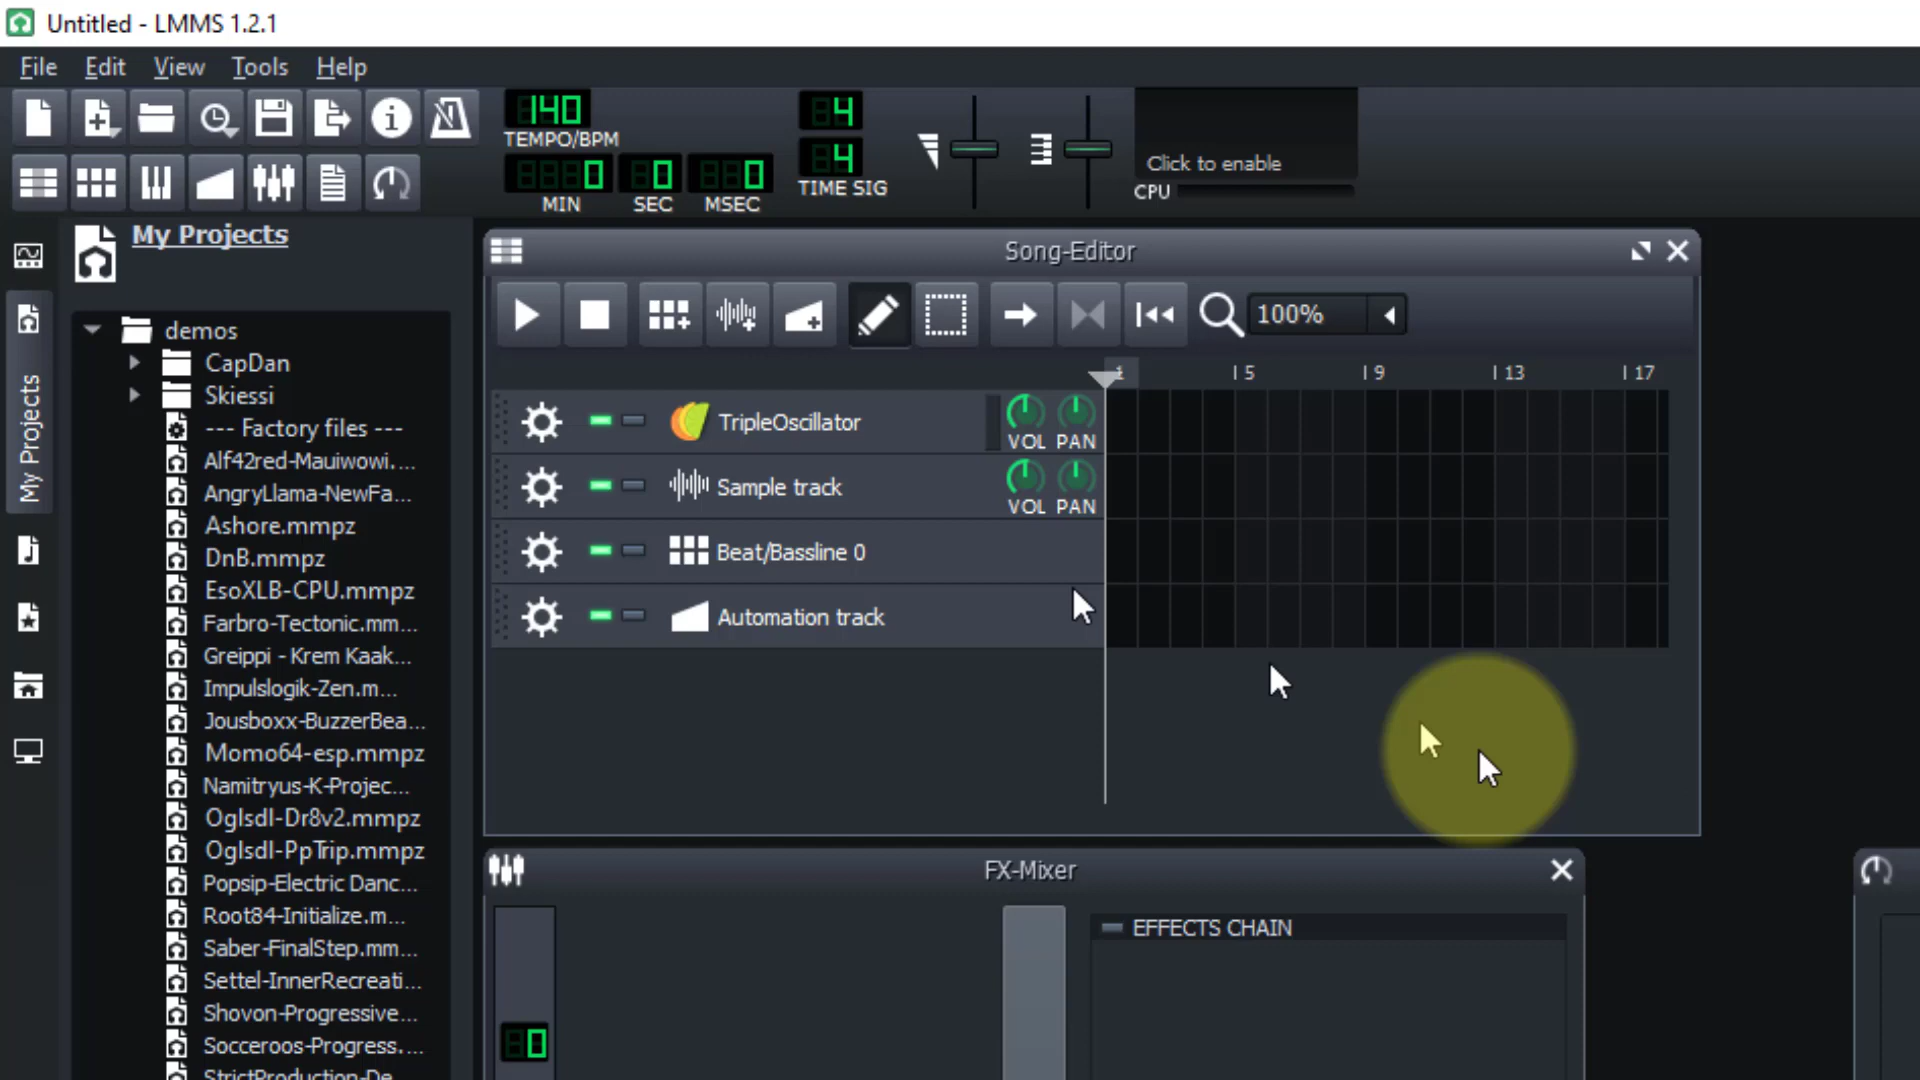 Untitled - LMMS 1.2.1
File Edit View Tools Help
140
TEMPO/BPM
0 0 0
MIN SEC MSEC
4
4
TIME SIG
Click to enable
CPU
My Projects
My Projects
demos
CapDan
Skiessi
--- Factory files ---
Alf42red-Mauiwowi....
AngryLlama-NewFa...
Ashore.mmpz
DnB.mmpz
EsoXLB-CPU.mmpz
Farbro-Tectonic.mm...
Greippi - Krem Kaak...
Impulslogik-Zen.m...
Jousboxx-BuzzerBea...
Momo64-esp.mmpz
Namitryus-K-Projec...
Oglsdl-Dr8v2.mmpz
Oglsdl-PpTrip.mmpz
Popsip-Electric Danc...
Root84-Initialize.m...
Saber-FinalStep.mm...
Settel-InnerRecreati...
Shovon-Progressive...
Socceroos-Progress....
StrictProduction-De...
Song-Editor
100%
1 5 9 13 17
TripleOscillator
VOL PAN
Sample track
VOL PAN
Beat/Bassline 0
Automation track
FX-Mixer
EFFECTS CHAIN
0